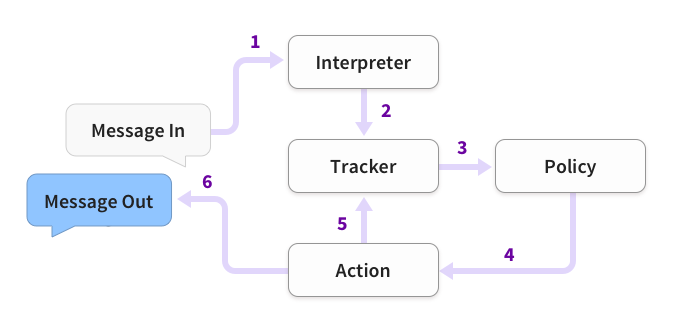 1
Interpreter
2
Message In
Tracker
3
Policy
Message Out
6
5
4
Action